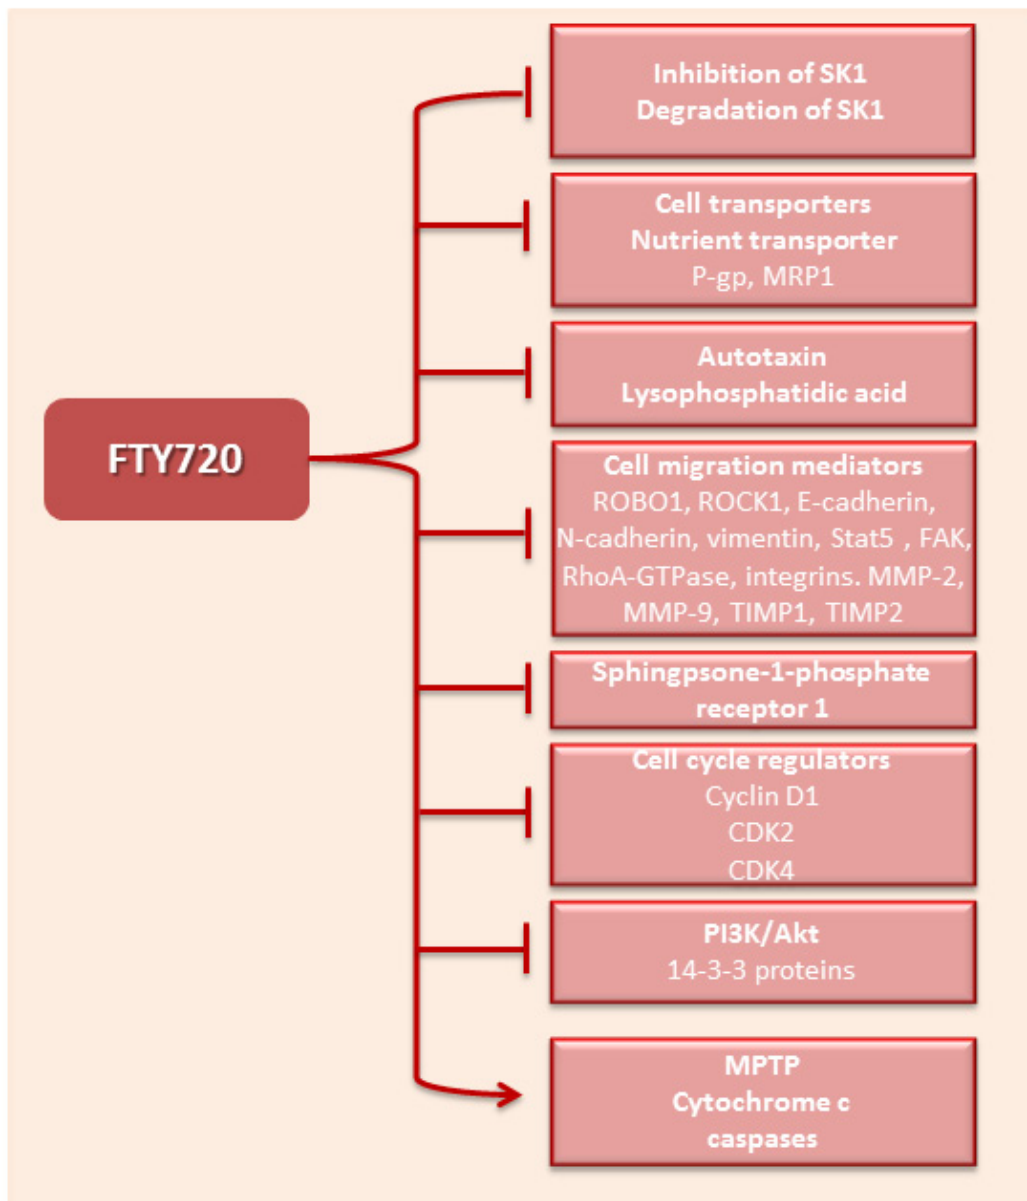 Inhibition of SK1
Degradation of SK1
Cell transporters
Nutrient transporter
P-gp, MRP1
Autotaxin
Lysophosphatidic acid
FTY720
Cell migration mediators
ROBO1, ROCK1, E-cadherin,
N-cadherin, vimentin, Stat5 , FAK,
RhoA-GTPase, integrins. MMP-2,
MMP-9, TIMP1, TIMP2
Sphingpsone-1-phosphate
receptor 1
Cell cycle regulators
Cyclin D1
CDK2
CDK4
PI3K/Akt
14-3-3 proteins
MPTP
Cytochrome c
caspases